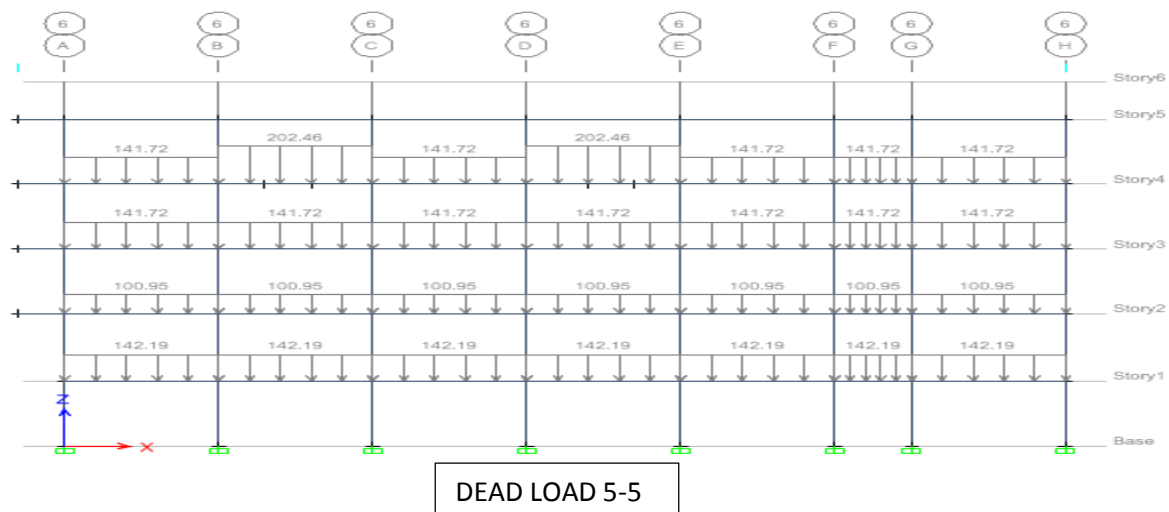 6 6 6 6 6 6 6 6
A B C D E F G H
Story6
Story5
202.46 202.46
141.72 141.72 141.72 141.72 141.72
Story4
141.72 141.72 141.72 141.72 141.72 141.72 141.72
Story3
100.95 100.95 100.95 100.95 100.95 100.95 100.95
Story2
142.19 142.19 142.19 142.19 142.19 142.19 142.19
Story1
Z
X
Base
DEAD LOAD 5-5